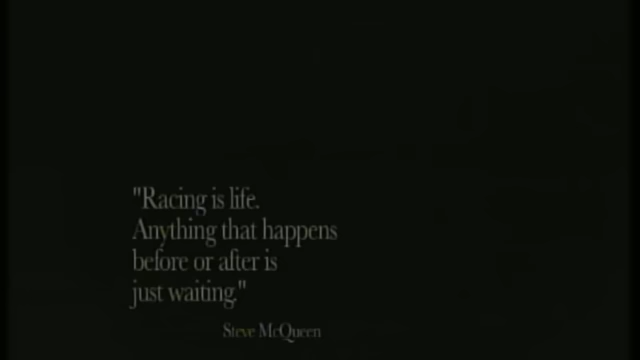 "Racing is life.
Anything that happens
before or after is
just waiting."
Steve McQueen